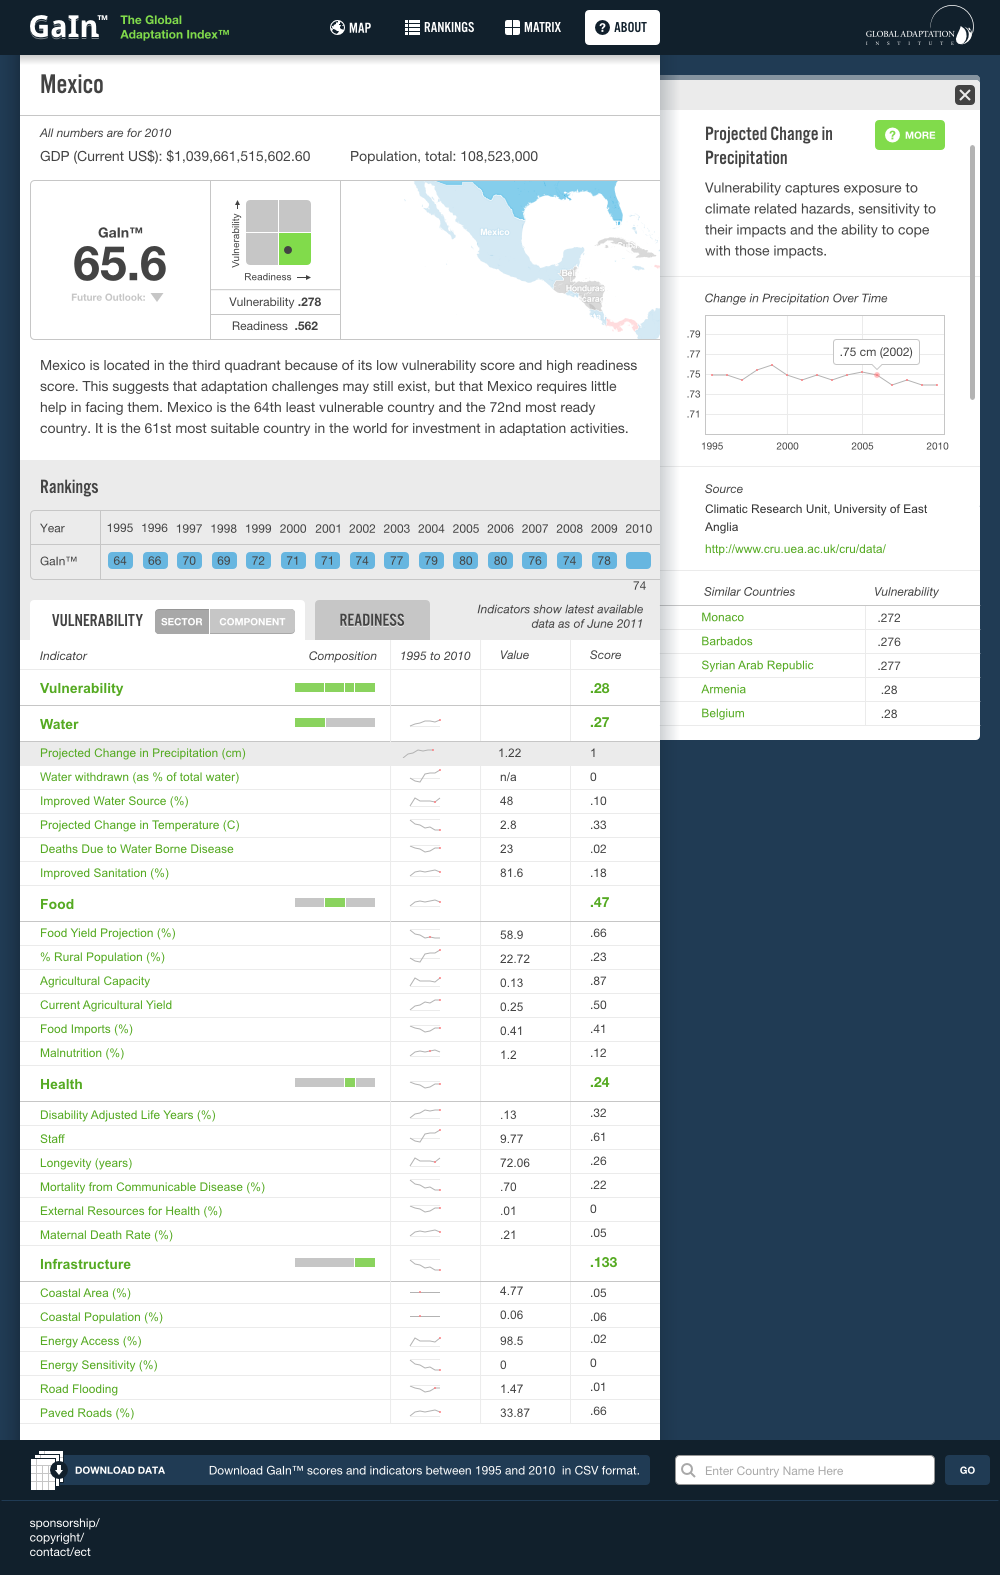 GaIn™
The Global
Adaptation Index™
MAP
RANKINGS
MATRIX
ABOUT
GLOBAL ADAPTATION
INSTITUTE
Mexico
All numbers are for 2010
GDP (Current US$): $1,039,661,515,602.60 Population, total: 108,523,000
GaIn™
65.6
Future Outlook:
Vulnerability
Readiness
Vulnerability .278
Readiness .562
Mexico
Honduras
Mexico is located in the third quadrant because of its low vulnerability score and high readiness
score. This suggests that adaptation challenges may still exist, but that Mexico requires little
help in facing them. Mexico is the 64th least vulnerable country and the 72nd most ready
country. It is the 61st most suitable country in the world for investment in adaptation activities.
Rankings
Year 1995 1996 1997 1998 1999 2000 2001 2002 2003 2004 2005 2006 2007 2008 2009 2010
GaIn™ 64 66 70 69 72 71 71 74 77 79 80 80 76 74 78
74
VULNERABILITY SECTOR COMPONENT READINESS
Indicators show latest available
data as of June 2011
Indicator Composition 1995 to 2010 Value Score
Vulnerability .28
Water .27
Projected Change in Precipitation (cm) 1.22 1
Water withdrawn (as % of total water) n/a 0
Improved Water Source (%) 48 .10
Projected Change in Temperature (C) 2.8 .33
Deaths Due to Water Borne Disease 23 .02
Improved Sanitation (%) 81.6 .18
Food .47
Food Yield Projection (%) 58.9 .66
% Rural Population (%) 22.72 .23
Agricultural Capacity 0.13 .87
Current Agricultural Yield 0.25 .50
Food Imports (%) 0.41 .41
Malnutrition (%) 1.2 .12
Health .24
Disability Adjusted Life Years (%) .13 .32
Staff 9.77 .61
Longevity (years) 72.06 .26
Mortality from Communicable Disease (%) .70 .22
External Resources for Health (%) .01 0
Maternal Death Rate (%) .21 .05
Infrastructure .133
Coastal Area (%) 4.77 .05
Coastal Population (%) 0.06 .06
Energy Access (%) 98.5 .02
Energy Sensitivity (%) 0 0
Road Flooding 1.47 .01
Paved Roads (%) 33.87 .66
Projected Change in
Precipitation
MORE
Vulnerability captures exposure to
climate related hazards, sensitivity to
their impacts and the ability to cope
with those impacts.
Change in Precipitation Over Time
.79
.77
.75
.73
.71
.75 cm (2002)
1995 2000 2005 2010
Source
Climatic Research Unit, University of East
Anglia
http://www.cru.uea.ac.uk/cru/data/
Similar Countries Vulnerability
Monaco .272
Barbados .276
Syrian Arab Republic .277
Armenia .28
Belgium .28
DOWNLOAD DATA Download GaIn™ scores and indicators between 1995 and 2010 in CSV format.
Enter Country Name Here
GO
sponsorship/
copyright/
contact/ect